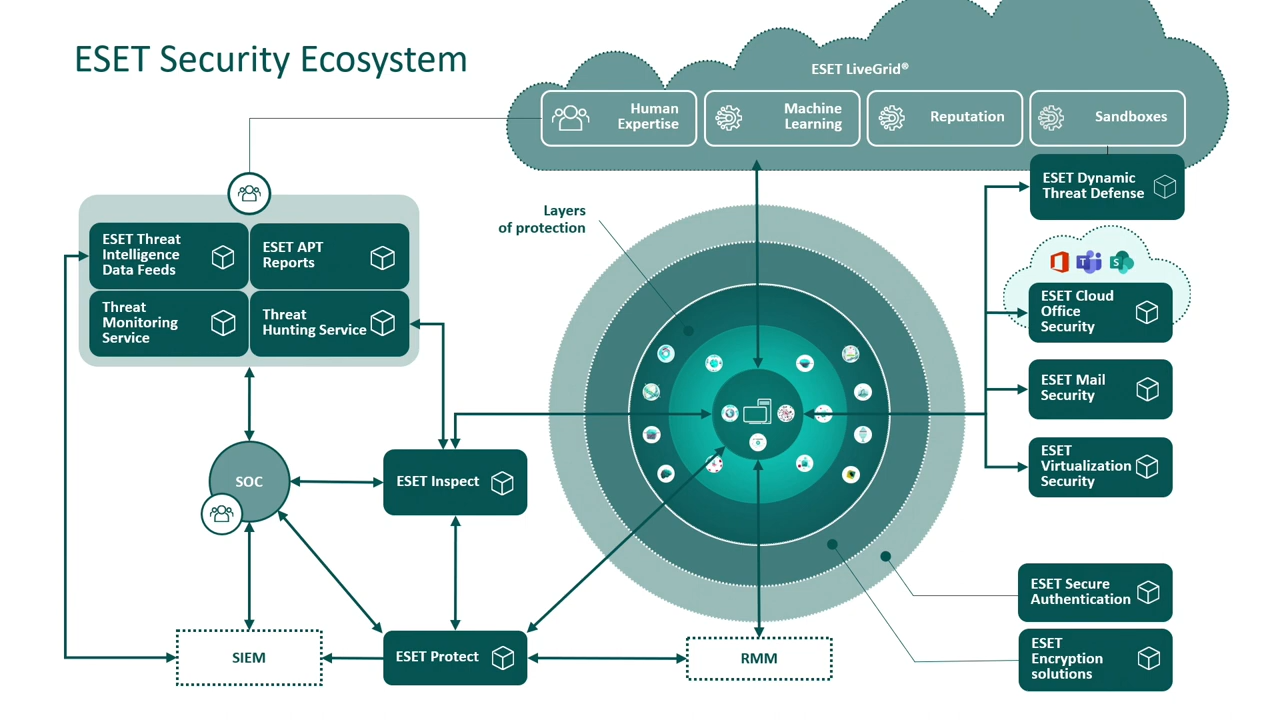 ESET Security Ecosystem
ESET LiveGrid®
Human
Expertise
Machine
Learning
Reputation
Sandboxes
ESET Dynamic
Threat Defense
Layers
of protection
ESET Threat
Intelligence
Data Feeds
ESET APT
Reports
Threat
Monitoring
Service
Threat
Hunting Service
ESET Cloud
Office
Security
ESET Mail
Security
ESET
Virtualization
Security
SOC
ESET Inspect
ESET Secure
Authentication
SIEM
ESET Protect
RMM
ESET
Encryption
solutions